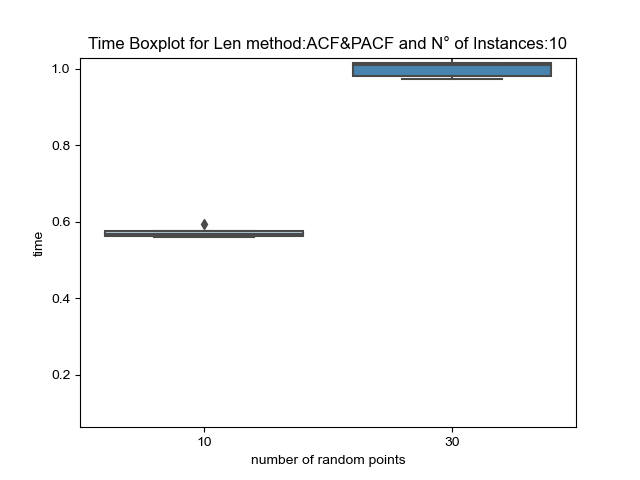 Time Boxplot for Len method:ACF&PACF and N° of Instances:10
1.0
0.8
0.6
0.4
0.2
time
10
30
number of random points